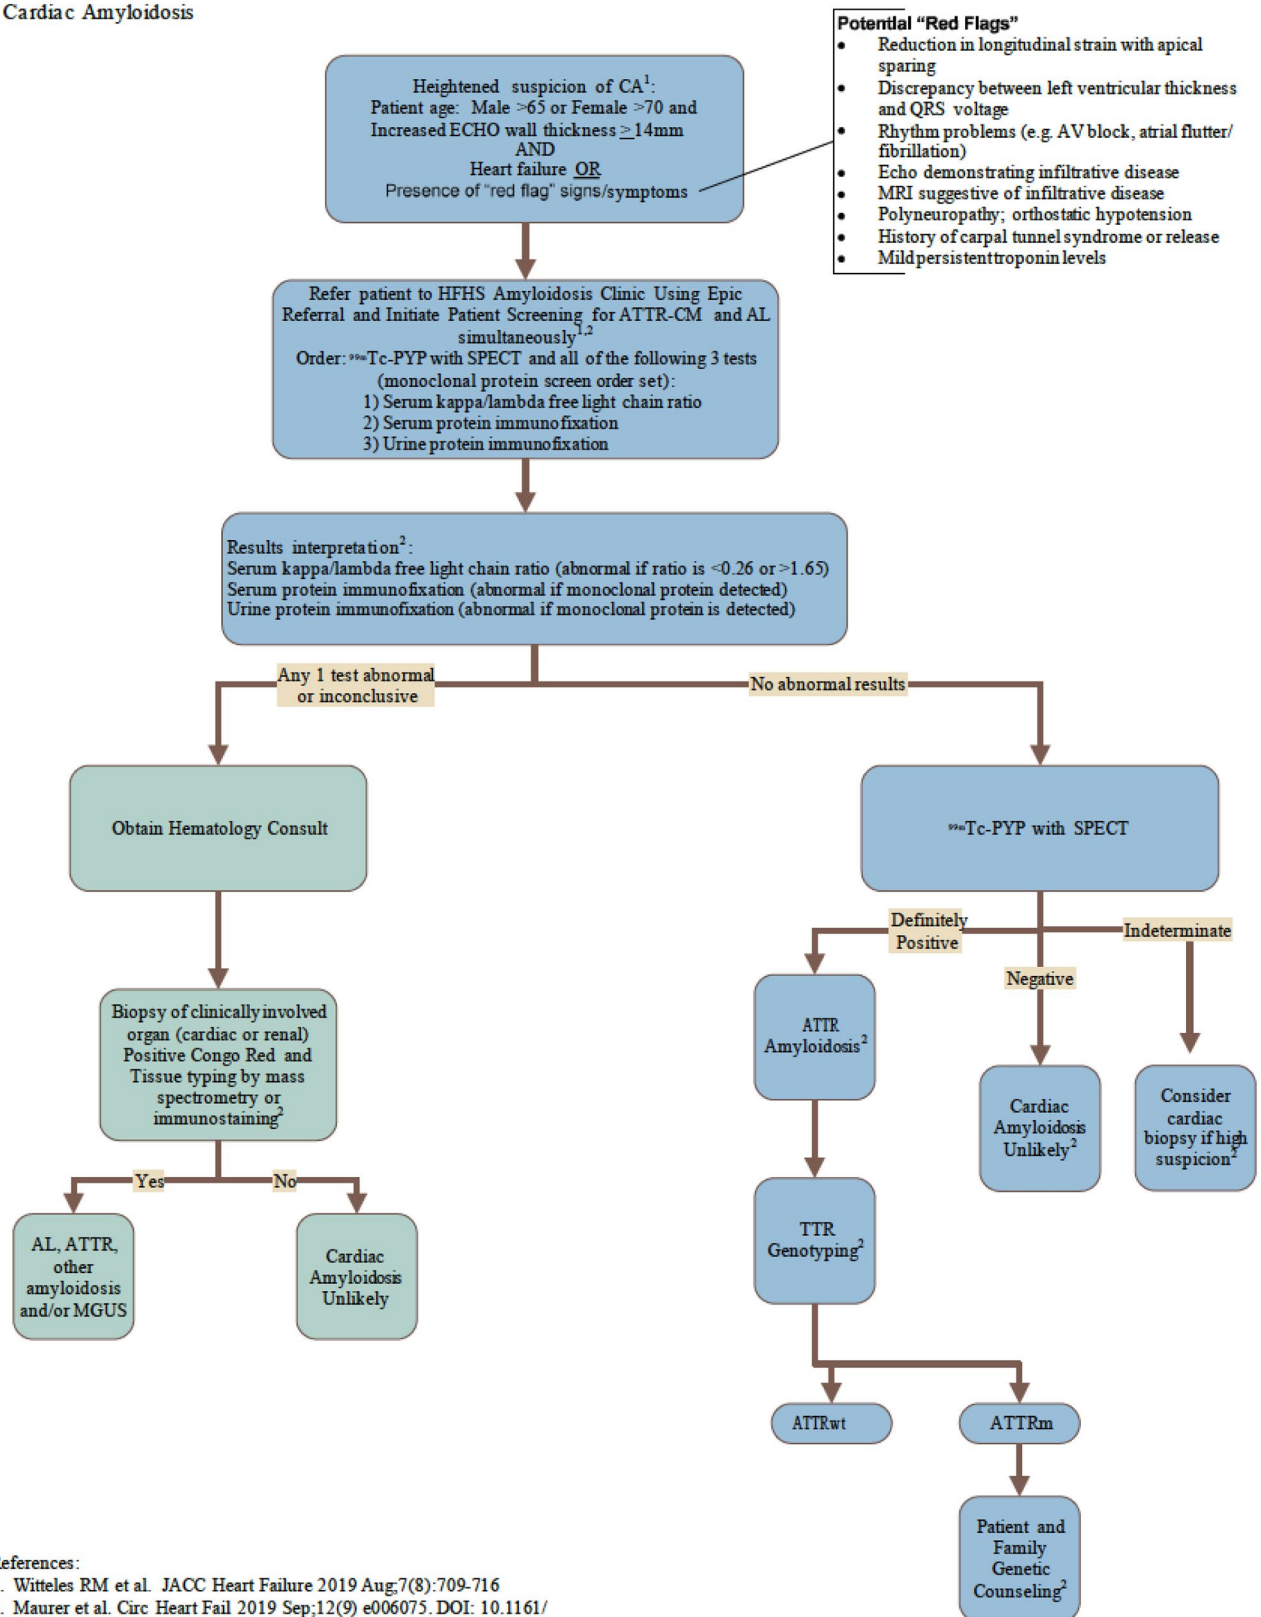 Cardiac Amyloidosis
Potential “Red Flags”
• Reduction in longitudinal strain with apical
sparing
• Discrepancy between left ventricular thickness
and QRS voltage
• Rhythm problems (e.g. AV block, atrial flutter/
fibrillation)
• Echo demonstrating infiltrative disease
• MRI suggestive of infiltrative disease
• Polyneuropathy; orthostatic hypotension
• History of carpal tunnel syndrome or release
• Mild persistent troponin levels
Heightened suspicion of CA¹:
Patient age: Male >65 or Female >70 and
Increased ECHO wall thickness ≥14mm
AND
Heart failure OR
Presence of “red flag” signs/symptoms
Refer patient to HFHS Amyloidosis Clinic Using Epic
Referral and Initiate Patient Screening for ATTR-CM and AL
simultaneously¹,²
Order: ⁹⁹ᵐTc-PYP with SPECT and all of the following 3 tests
(monoclonal protein screen order set):
1) Serum kappa/lambda free light chain ratio
2) Serum protein immunofixation
3) Urine protein immunofixation
Results interpretation²:
Serum kappa/lambda free light chain ratio (abnormal if ratio is <0.26 or >1.65)
Serum protein immunofixation (abnormal if monoclonal protein detected)
Urine protein immunofixation (abnormal if monoclonal protein is detected)
Any 1 test abnormal
or inconclusive
No abnormal results
Obtain Hematology Consult
⁹⁹ᵐTc-PYP with SPECT
Definitely
Positive
Negative
Indeterminate
Biopsy of clinically involved
organ (cardiac or renal)
Positive Congo Red and
Tissue typing by mass
spectrometry or
immunostaining²
ATTR
Amyloidosis²
Cardiac
Amyloidosis
Unlikely²
Consider
cardiac
biopsy if high
suspicion²
Yes
No
AL, ATTR,
other
amyloidosis
and/or MGUS
Cardiac
Amyloidosis
Unlikely
TTR
Genotyping²
ATTRwt
ATTRm
Patient and
Family
Genetic
Counseling²
eferences:
. Witteles RM et al. JACC Heart Failure 2019 Aug;7(8):709-716
. Maurer et al. Circ Heart Fail 2019 Sep;12(9) e006075. DOI: 10.1161/